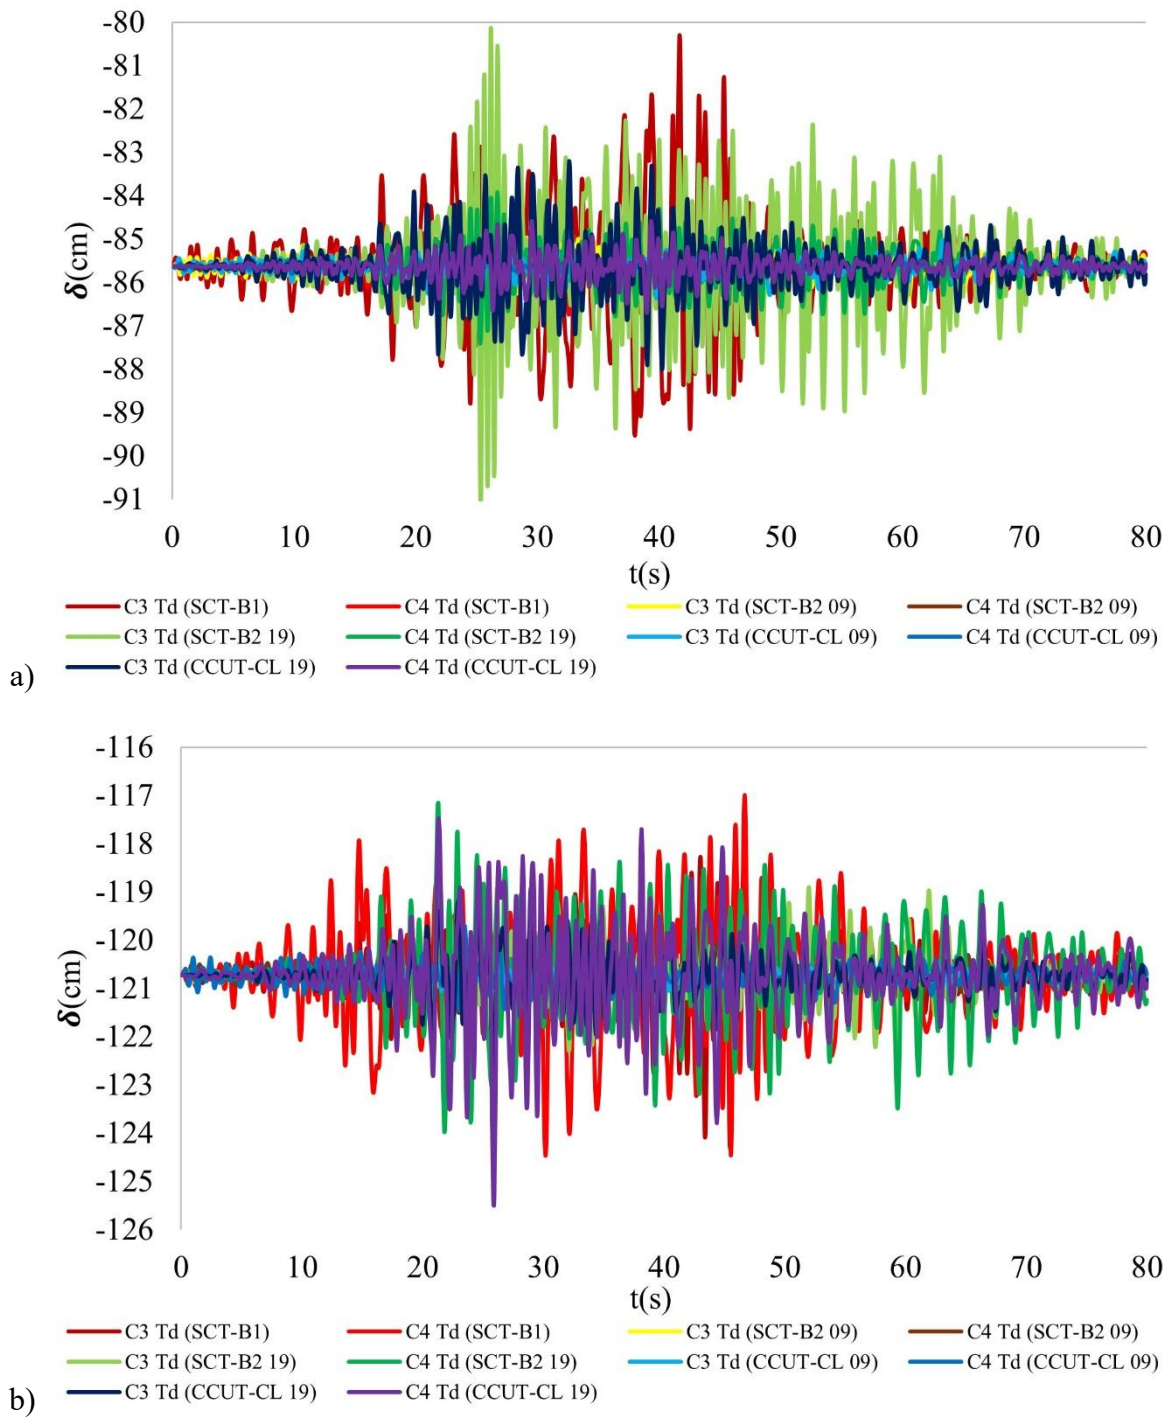 -80
-81
-82
-83
-84
-85
-86
-87
-88
-89
-90
-91
δ(cm)
0 10 20 30 40 50 60 70 80
t(s)
C3 Td (SCT-B1) C4 Td (SCT-B1) C3 Td (SCT-B2 09) C4 Td (SCT-B2 09)
C3 Td (SCT-B2 19) C4 Td (SCT-B2 19) C3 Td (CCUT-CL 09) C4 Td (CCUT-CL 09)
C3 Td (CCUT-CL 19) C4 Td (CCUT-CL 19)
a)
-116
-117
-118
-119
-120
-121
-122
-123
-124
-125
-126
δ(cm)
0 10 20 30 40 50 60 70 80
t(s)
C3 Td (SCT-B1) C4 Td (SCT-B1) C3 Td (SCT-B2 09) C4 Td (SCT-B2 09)
C3 Td (SCT-B2 19) C4 Td (SCT-B2 19) C3 Td (CCUT-CL 09) C4 Td (CCUT-CL 09)
C3 Td (CCUT-CL 19) C4 Td (CCUT-CL 19)
b)